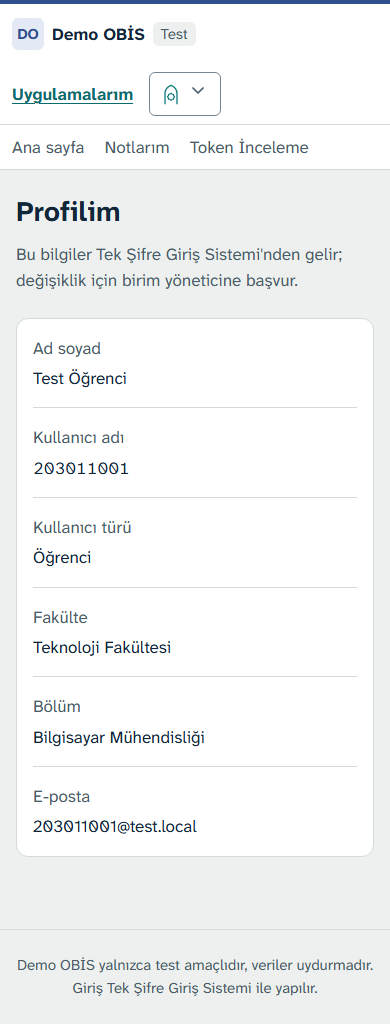 DO Demo OBİS Test
Uygulamalarım
Ana sayfa Notlarım Token İnceleme
Profilim
Bu bilgiler Tek Şifre Giriş Sistemi'nden gelir;
değişiklik için birim yöneticine başvur.
Ad soyad
Test Öğrenci
Kullanıcı adı
203011001
Kullanıcı türü
Öğrenci
Fakülte
Teknoloji Fakültesi
Bölüm
Bilgisayar Mühendisliği
E-posta
203011001@test.local
Demo OBİS yalnızca test amaçlıdır, veriler uydurmadır.
Giriş Tek Şifre Giriş Sistemi ile yapılır.